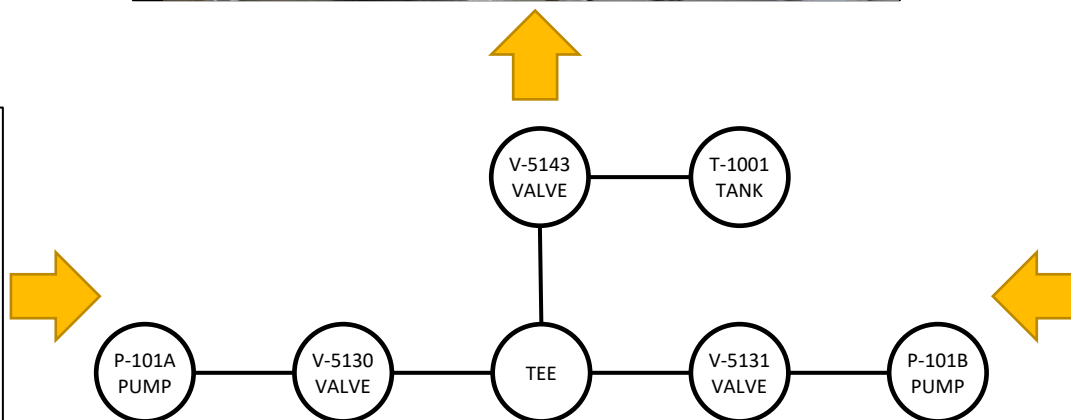 V-5143
VALVE
T-1001
TANK
P-101A
PUMP
V-5130
VALVE
TEE
V-5131
VALVE
P-101B
PUMP